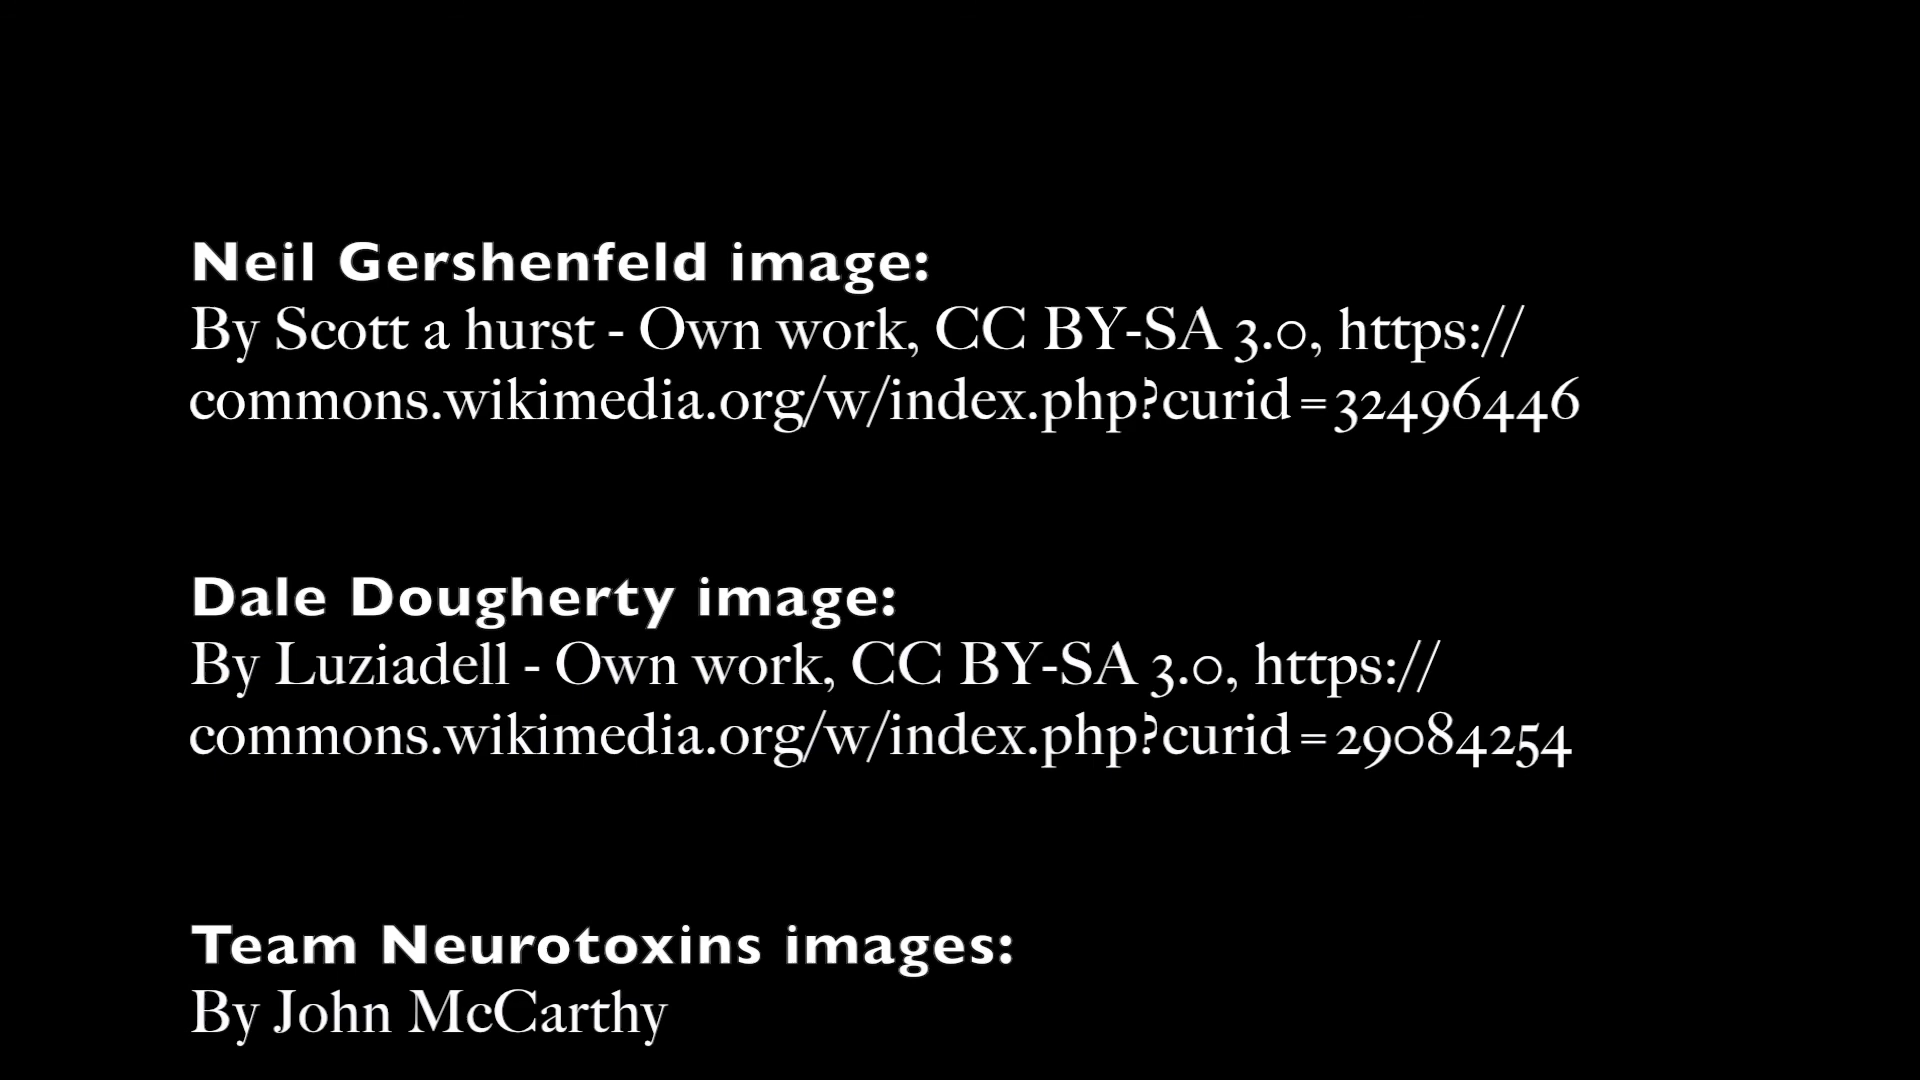 Neil Gershenfeld image:
By Scott a hurst - Own work, CC BY-SA 3.0, https://
commons.wikimedia.org/w/index.php?curid=32496446
Dale Dougherty image:
By Luziadell - Own work, CC BY-SA 3.0, https://
commons.wikimedia.org/w/index.php?curid=29084254
Team Neurotoxins images:
By John McCarthy